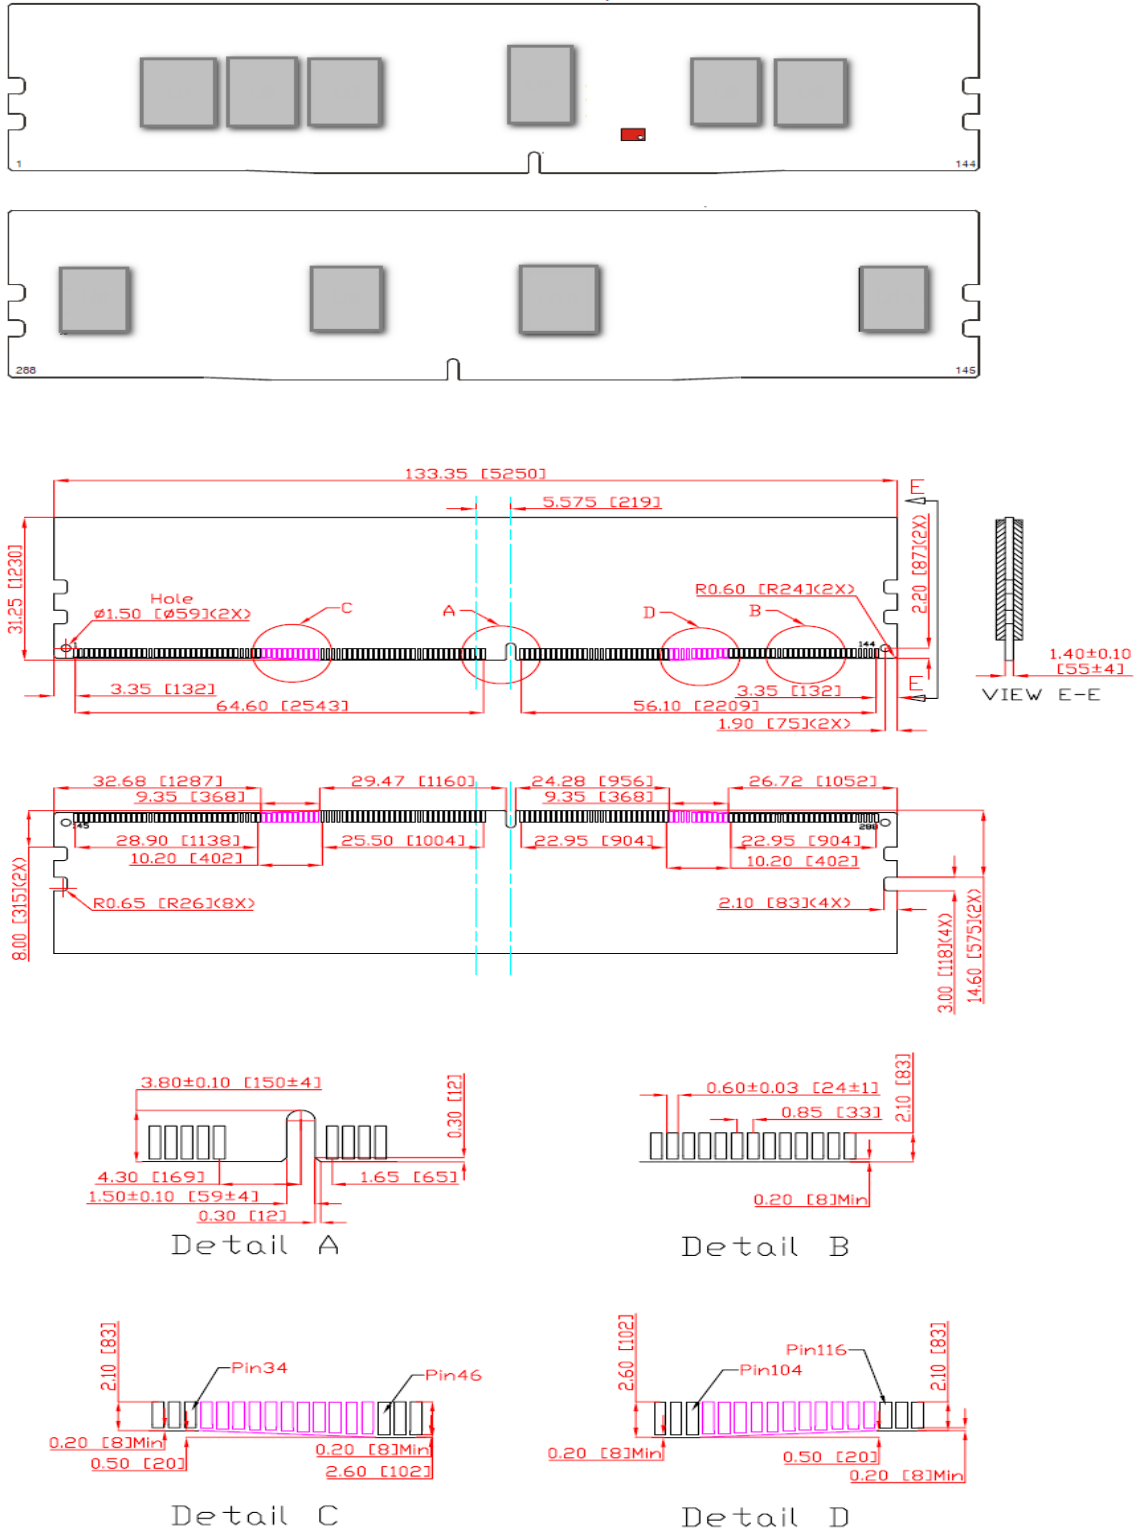 1
144
288
145
133.35 [5250]
5.575 [219]
E
31.25 [1230]
2.20 [87](2X)
Hole
Ø1.50 [Ø59](2X)
C
A
D
B
R0.60 [R24](2X)
1
144
3.35 [132]
3.35 [132]
E
64.60 [2543]
56.10 [2209]
1.90 [75](2X)
1.40±0.10
[55±4]
VIEW E-E
32.68 [1287]
29.47 [1160]
24.28 [956]
26.72 [1052]
9.35 [368]
9.35 [368]
145
288
28.90 [1138]
25.50 [1004]
22.95 [904]
22.95 [904]
10.20 [402]
10.20 [402]
8.00 [315](2X)
R0.65 [R26](8X)
2.10 [83](4X)
3.00 [118](4X)
14.60 [575](2X)
3.80±0.10 [150±4]
0.30 [12]
4.30 [169]
1.65 [65]
1.50±0.10 [59±4]
0.30 [12]
Detail A
0.60±0.03 [24±1]
0.85 [33]
2.10 [83]
0.20 [8]Min
Detail B
2.10 [83]
Pin34
Pin46
0.20 [8]Min
0.50 [20]
0.20 [8]Min
2.60 [102]
Detail C
2.60 [102]
Pin116
Pin104
2.10 [83]
0.20 [8]Min
0.50 [20]
0.20 [8]Min
Detail D